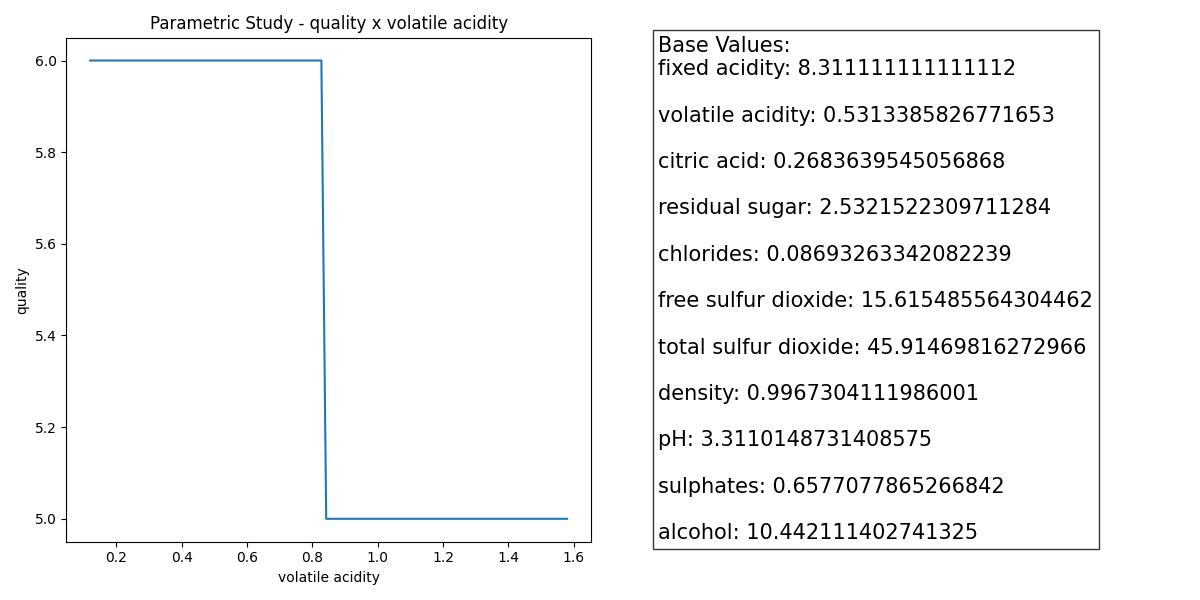 Parametric Study - quality x volatile acidity
6.0
5.8
5.6
5.4
5.2
5.0
quality
0.2 0.4 0.6 0.8 1.0 1.2 1.4 1.6
volatile acidity
Base Values:
fixed acidity: 8.311111111111112
volatile acidity: 0.5313385826771653
citric acid: 0.2683639545056868
residual sugar: 2.5321522309711284
chlorides: 0.08693263342082239
free sulfur dioxide: 15.615485564304462
total sulfur dioxide: 45.91469816272966
density: 0.9967304111986001
pH: 3.3110148731408575
sulphates: 0.6577077865266842
alcohol: 10.442111402741325